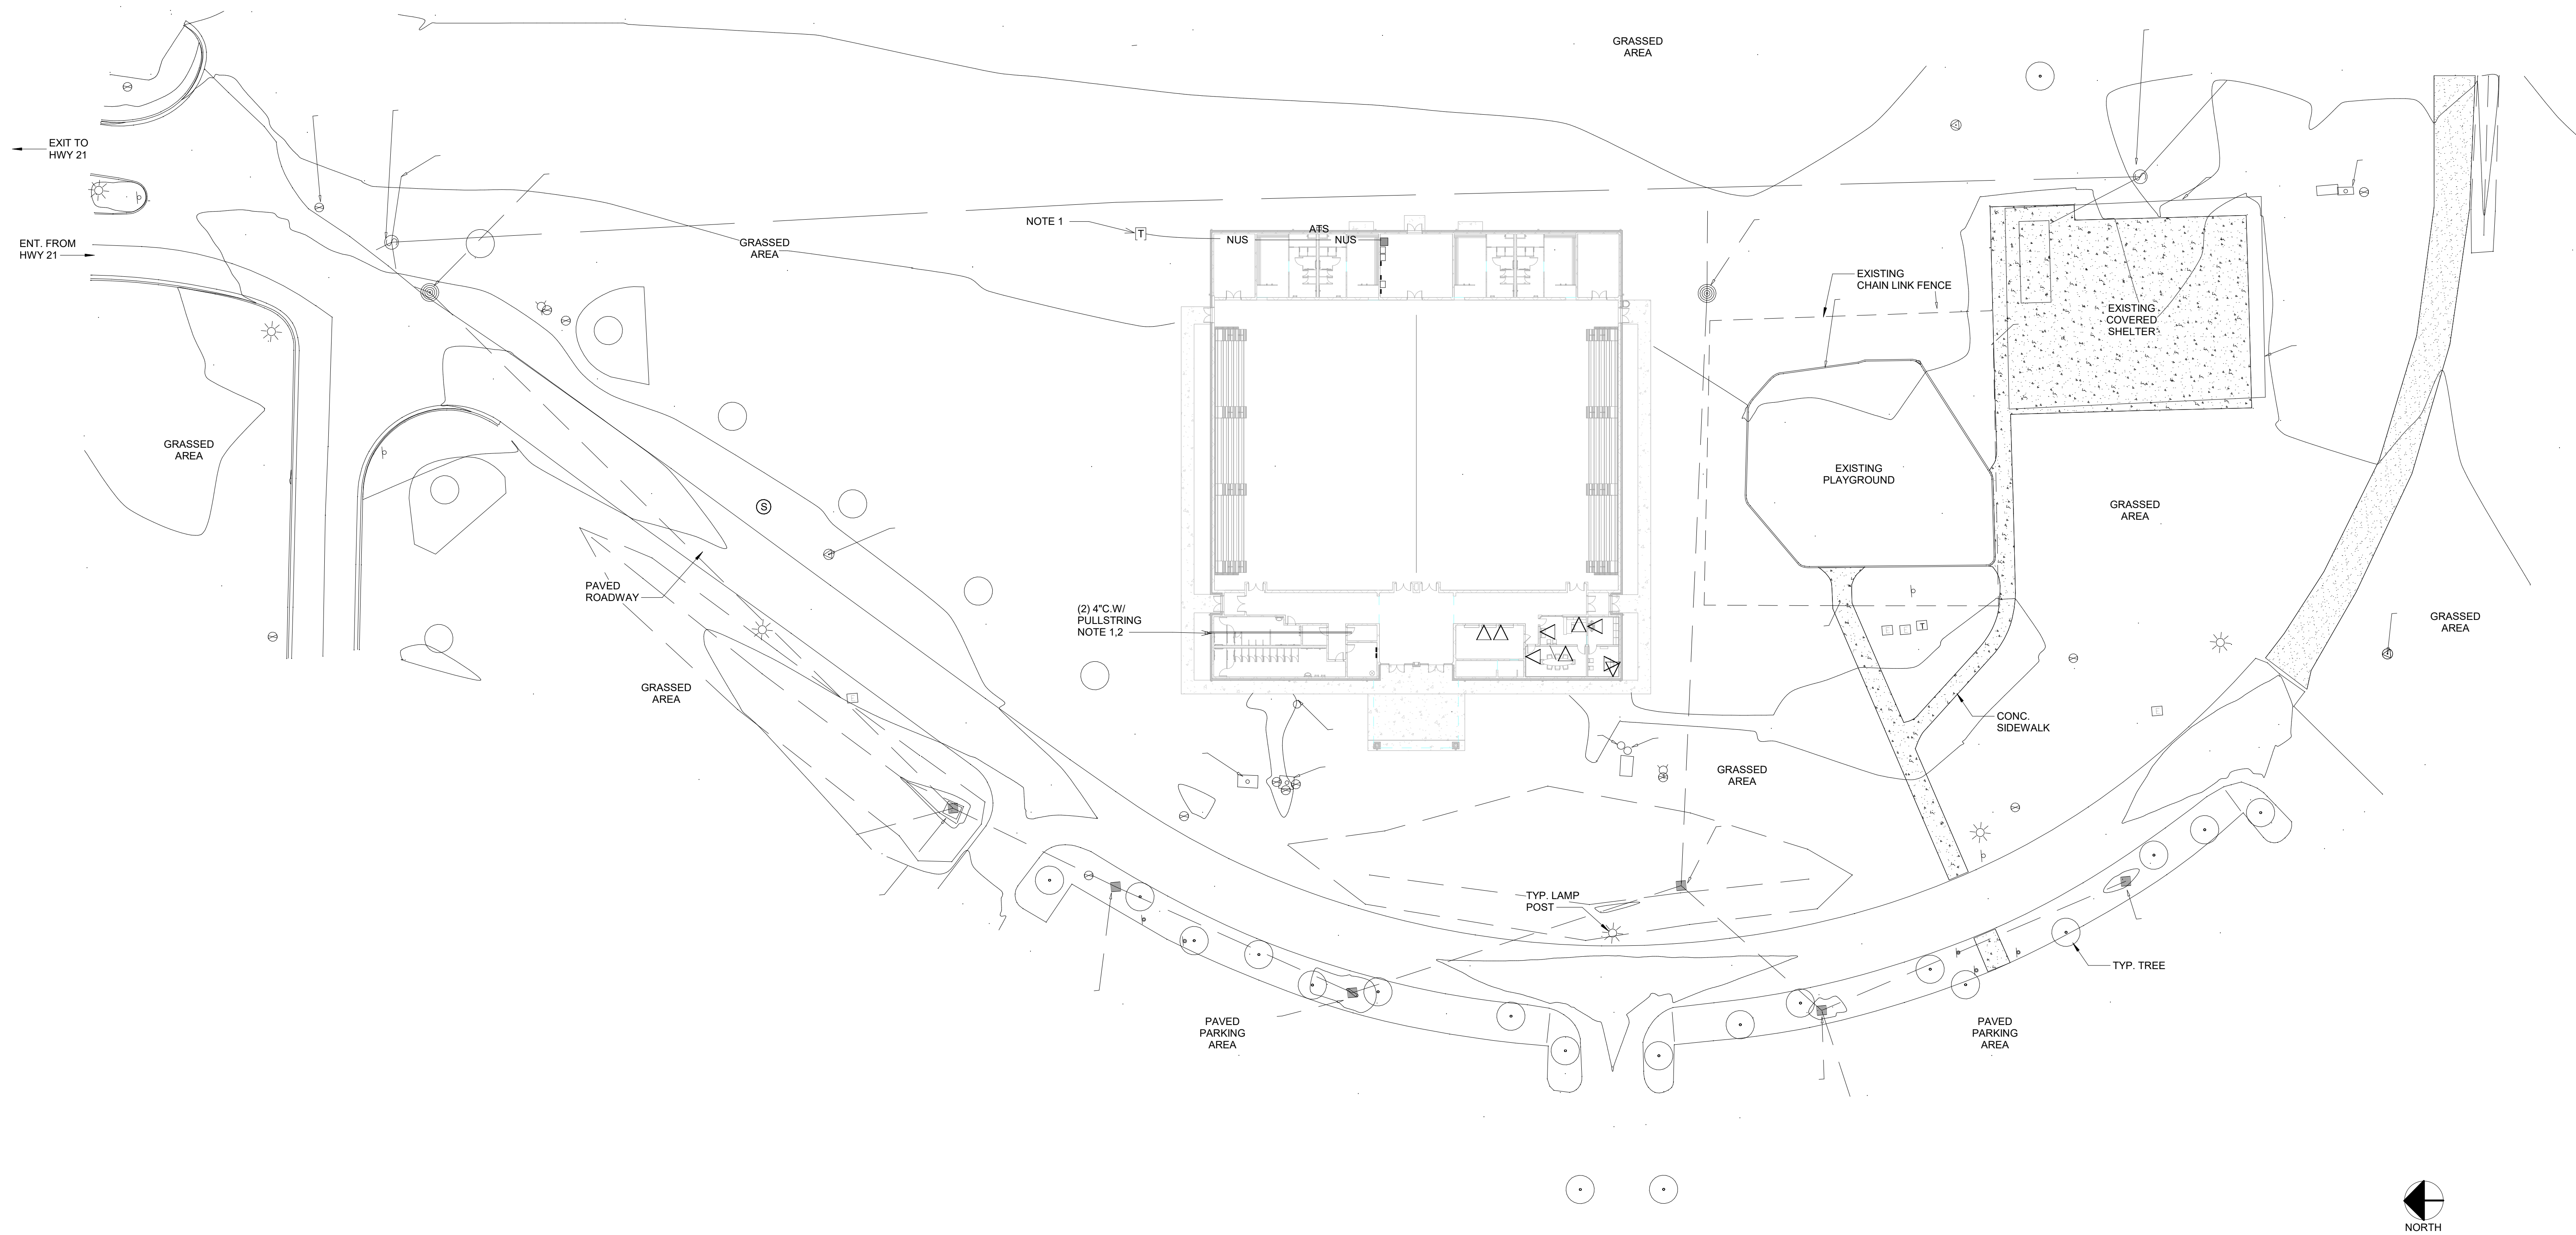 GRASSED
AREA
EXIT TO
HWY 21
NOTE 1
T
ATS
NUS
NUS
ENT. FROM
HWY 21
GRASSED
AREA
EXISTING
CHAIN LINK FENCE
EXISTING
COVERED
SHELTER
GRASSED
AREA
EXISTING
PLAYGROUND
S
GRASSED
AREA
PAVED
ROADWAY
(2) 4"C.W/
PULLSTRING
NOTE 1,2
E
E
T
GRASSED
AREA
GRASSED
AREA
E
E
CONC.
SIDEWALK
GRASSED
AREA
TYP. LAMP
POST
TYP. TREE
PAVED
PARKING
AREA
PAVED
PARKING
AREA
NORTH